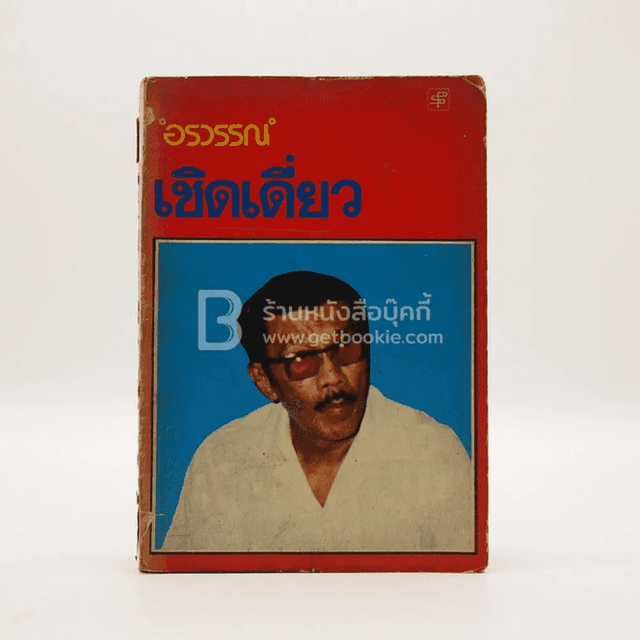 "อรวรรณ"
เชิดเดี่ยว
B ร้านหนังสือบุ๊คกี้
www.getbookie.com